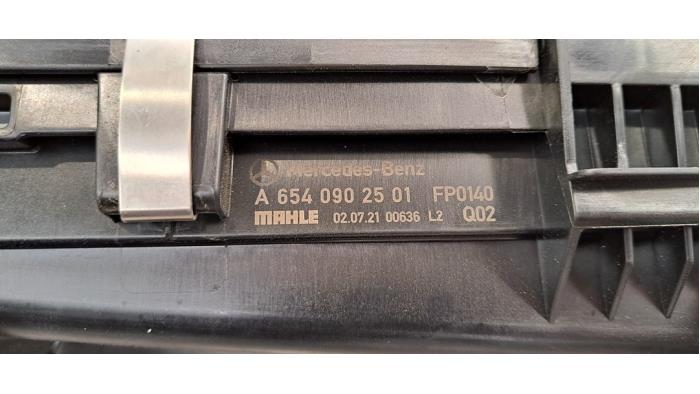 Mercedes-Benz
A 654 090 25 01 FP0140
MAHLE 02.07.21 00636 L2 Q02